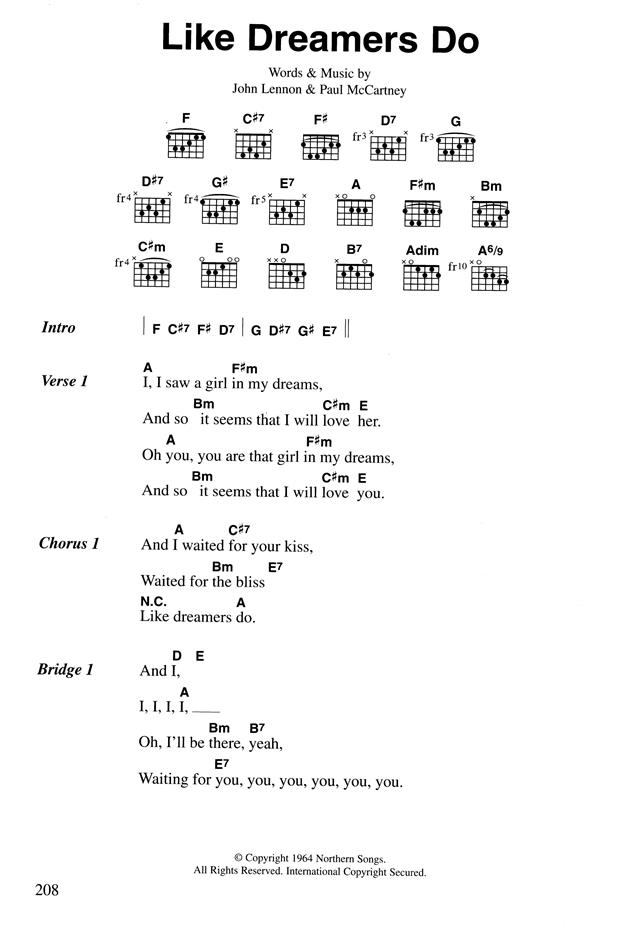 Like Dreamers Do
Words & Music by
John Lennon & Paul McCartney
F C♯7 F♯ D7 G
fr3 fr3
D♯7 G♯ E7 A F♯m Bm
fr4 fr4 fr5
C♯m E D B7 Adim A6/9
fr4 fr10
Intro | F C♯7 F♯ D7 | G D♯7 G♯ E7 ||
A F♯m
Verse 1 I, I saw a girl in my dreams,
Bm C♯m E
And so it seems that I will love her.
A F♯m
Oh you, you are that girl in my dreams,
Bm C♯m E
And so it seems that I will love you.
A C♯7
Chorus 1 And I waited for your kiss,
Bm E7
Waited for the bliss
N.C. A
Like dreamers do.
D E
Bridge 1 And I,
A
I, I, I, I, ___
Bm B7
Oh, I'll be there, yeah,
E7
Waiting for you, you, you, you, you, you.
© Copyright 1964 Northern Songs.
All Rights Reserved. International Copyright Secured.
208